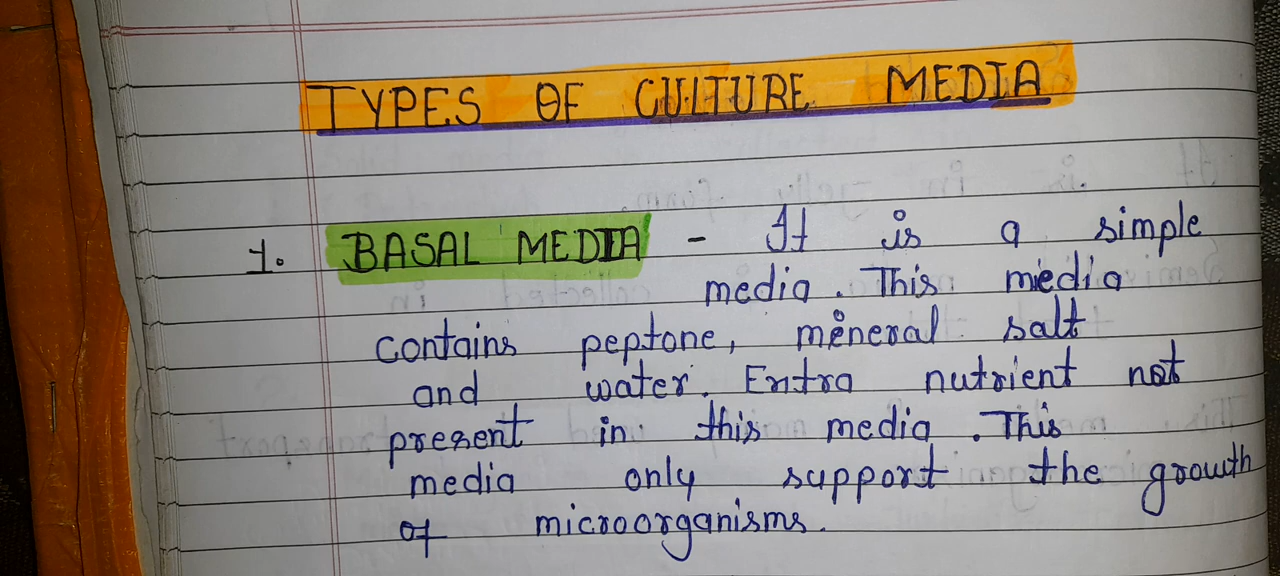 TYPES OF CULTURE MEDIA
1. BASAL MEDIA - It is a simple
media. This media
contains peptone, meneral salt
and water. Extra nutrient not
present in this media. This
media only support the growth
of microorganisms.